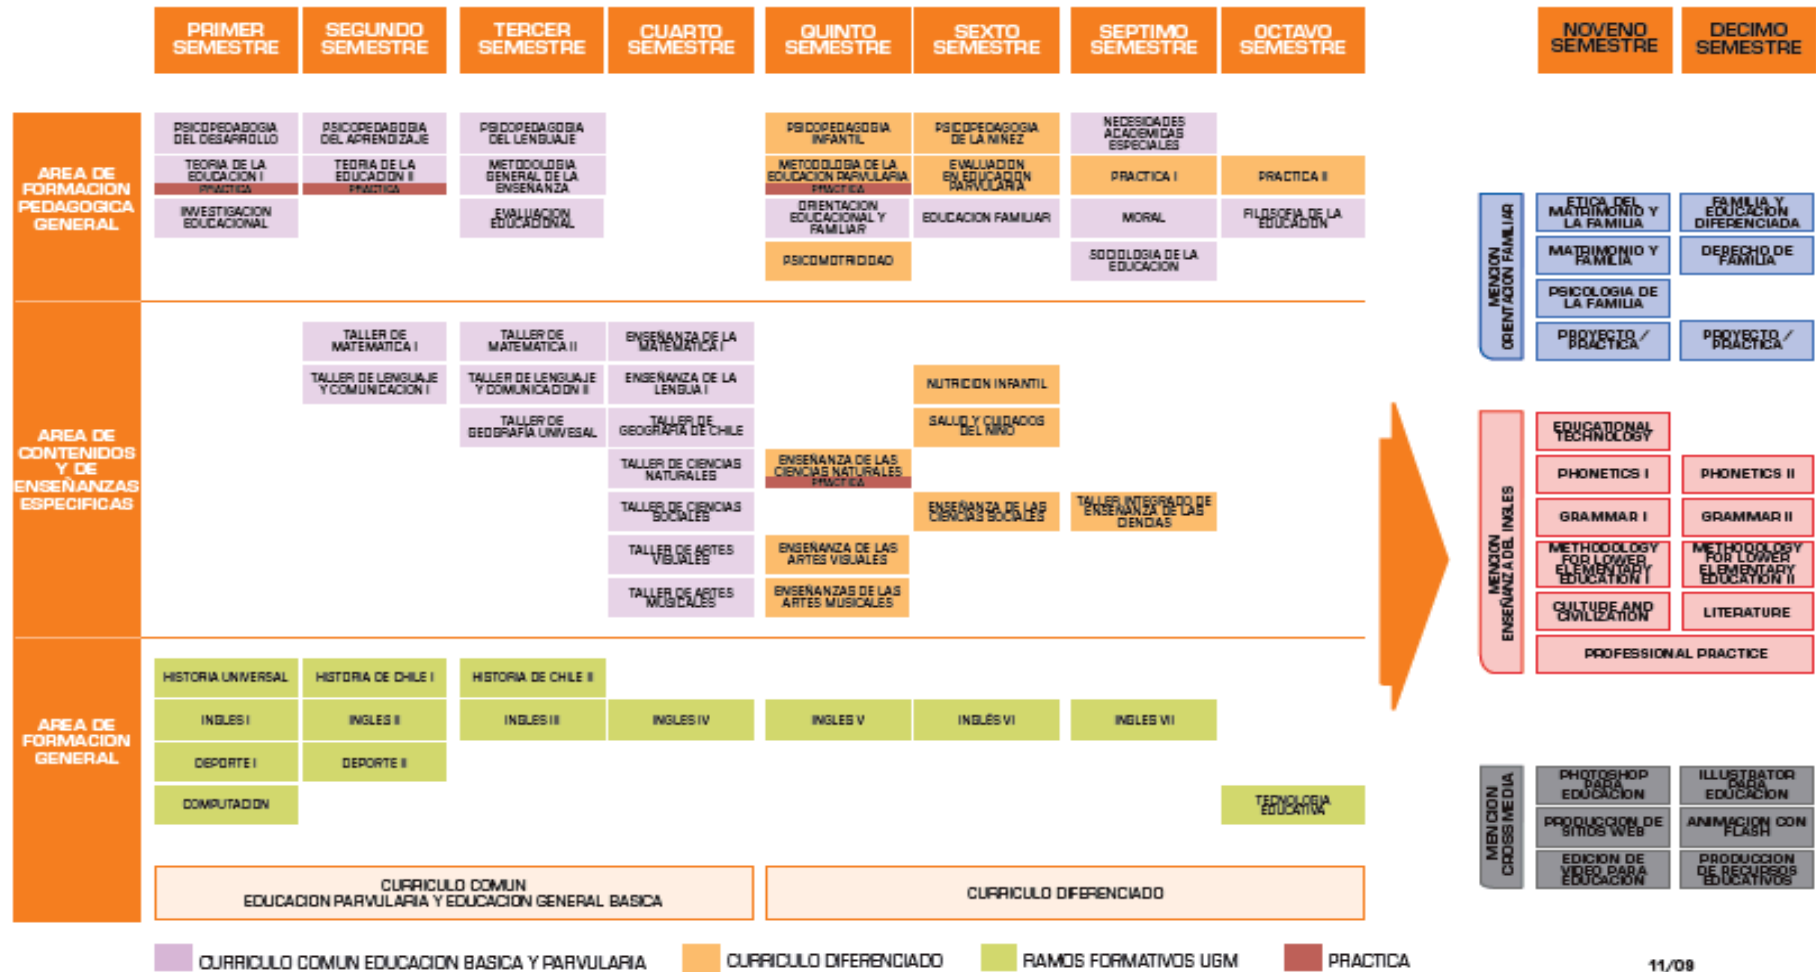 PRIMER
SEMESTRE
SEGUNDO
SEMESTRE
TERCER
SEMESTRE
CUARTO
SEMESTRE
QUINTO
SEMESTRE
SEXTO
SEMESTRE
SEPTIMO
SEMESTRE
OCTAVO
SEMESTRE
NOVENO
SEMESTRE
DECIMO
SEMESTRE
AREA DE
FORMACION
PEDAGOGICA
GENERAL
PSICOPEDAGOGIA
DEL DESARROLLO
PSICOPEDAGOGIA
DEL APRENDIZAJE
PSICOPEDAGOGIA
DEL LENGUAJE
PSICOPEDAGOGIA
INFANTIL
PSICOPEDAGOGIA
DE LA NIÑEZ
NECESIDADES
ACADEMICAS
ESPECIALES
TEORIA DE LA
EDUCACION I
PRACTICA
TEORIA DE LA
EDUCACION II
PRACTICA
METODOLOGIA
GENERAL DE LA
ENSEÑANZA
METODOLOGIA DE LA
EDUCACION PARVULARIA
PRACTICA
EVALUACION
EN EDUCACION
PARVULARIA
PRACTICA I
PRACTICA II
INVESTIGACION
EDUCACIONAL
EVALUACION
EDUCACIONAL
ORIENTACION
EDUCACIONAL Y
FAMILIAR
EDUCACION FAMILIAR
MORAL
FILOSOFIA DE LA
EDUCACION
PSICOMOTRICIDAD
SOCIOLOGIA DE LA
EDUCACION
AREA DE
CONTENIDOS
Y DE
ENSEÑANZAS
ESPECIFICAS
TALLER DE
MATEMATICA I
TALLER DE
MATEMATICA II
ENSEÑANZA DE LA
MATEMATICA I
TALLER DE LENGUAJE
Y COMUNICACION I
TALLER DE LENGUAJE
Y COMUNICACION II
ENSEÑANZA DE LA
LENGUA I
NUTRICION INFANTIL
TALLER DE
GEOGRAFÍA UNIVESAL
TALLER DE
GEOGRAFIA DE CHILE
SALUD Y CUIDADOS
DEL NIÑO
TALLER DE CIENCIAS
NATURALES
ENSEÑANZA DE LAS
CIENCIAS NATURALES
PRACTICA
TALLER DE CIENCIAS
SOCIALES
ENSEÑANZA DE LAS
CIENCIAS SOCIALES
TALLER INTEGRADO DE
ENSEÑANZA DE LAS
CIENCIAS
TALLER DE ARTES
VISUALES
ENSEÑANZA DE LAS
ARTES VISUALES
TALLER DE ARTES
MUSICALES
ENSEÑANZAS DE LAS
ARTES MUSICALES
AREA DE
FORMACION
GENERAL
HISTORIA UNIVERSAL
HISTORIA DE CHILE I
HISTORIA DE CHILE II
INGLES I
INGLES II
INGLES III
INGLES IV
INGLES V
INGLÉS VI
INGLES VII
DEPORTE I
DEPORTE II
COMPUTACION
TECNOLOGIA
EDUCATIVA
CURRICULO COMUN
EDUCACION PARVULARIA Y EDUCACION GENERAL BASICA
CURRICULO DIFERENCIADO
MENCION
ORIENTACION FAMILIAR
ETICA DEL
MATRIMONIO Y
LA FAMILIA
FAMILIA Y
EDUCACION
DIFERENCIADA
MATRIMONIO Y
FAMILIA
DERECHO DE
FAMILIA
PSICOLOGIA DE
LA FAMILIA
PROYECTO /
PRACTICA
PROYECTO /
PRACTICA
MENCION
ENSEÑANZA DEL INGLES
EDUCATIONAL
TECHNOLOGY
PHONETICS I
PHONETICS II
GRAMMAR I
GRAMMAR II
METHODOLOGY
FOR LOWER
ELEMENTARY
EDUCATION I
METHODOLOGY
FOR LOWER
ELEMENTARY
EDUCATION II
CULTURE AND
CIVILIZATION
LITERATURE
PROFESSIONAL PRACTICE
MENCION
CROSS MEDIA
PHOTOSHOP
PARA
EDUCACION
ILLUSTRATOR
PARA
EDUCACION
PRODUCCION DE
SITIOS WEB
ANIMACION CON
FLASH
EDICION DE
VIDEO PARA
EDUCACION
PRODUCCION
DE RECURSOS
EDUCATIVOS
CURRICULO COMUN EDUCACION BASICA Y PARVULARIA
CURRICULO DIFERENCIADO
RAMOS FORMATIVOS UGM
PRACTICA
11/09